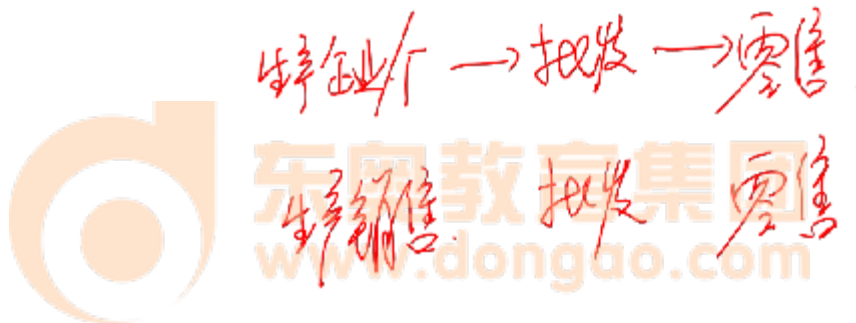 生产企业 → 批发 → 零售
东奥教育集团
生产销售 批发 零售
www.dongao.com